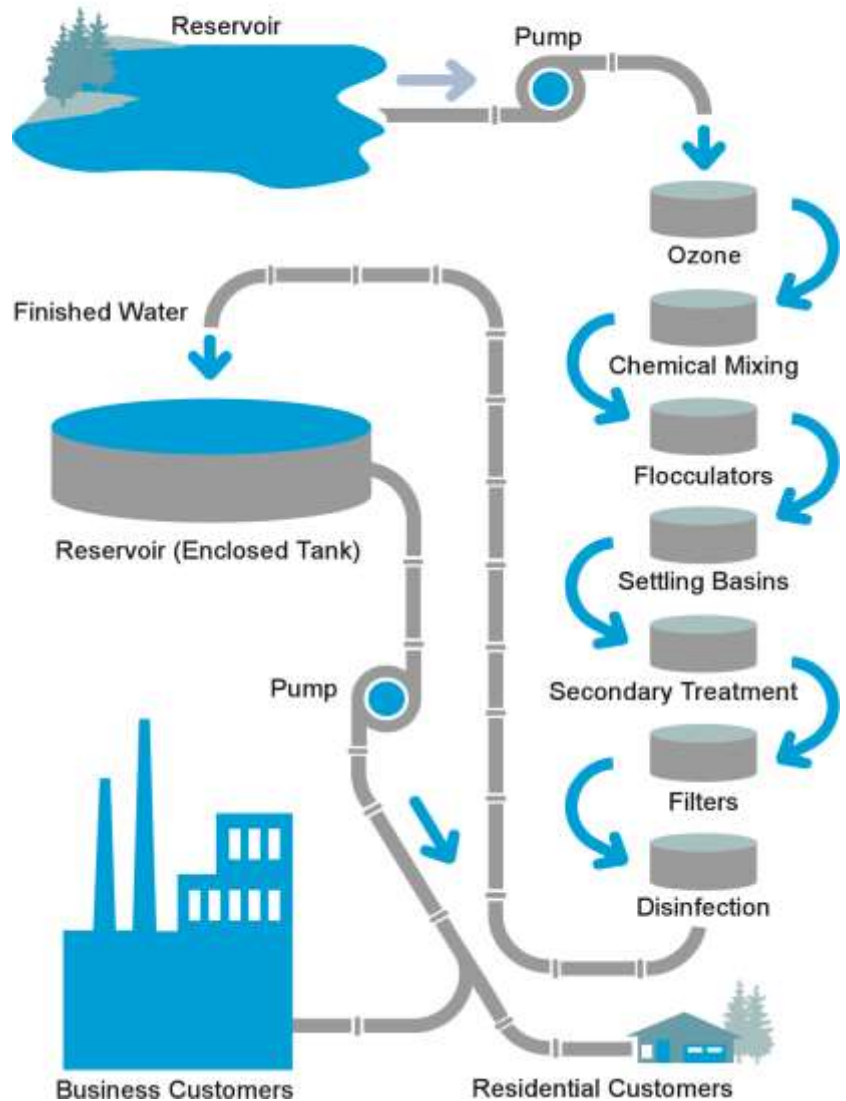 Reservoir
Pump
Ozone
Finished Water
Chemical Mixing
Flocculators
Reservoir (Enclosed Tank)
Settling Basins
Pump
Secondary Treatment
Filters
Disinfection
Business Customers
Residential Customers